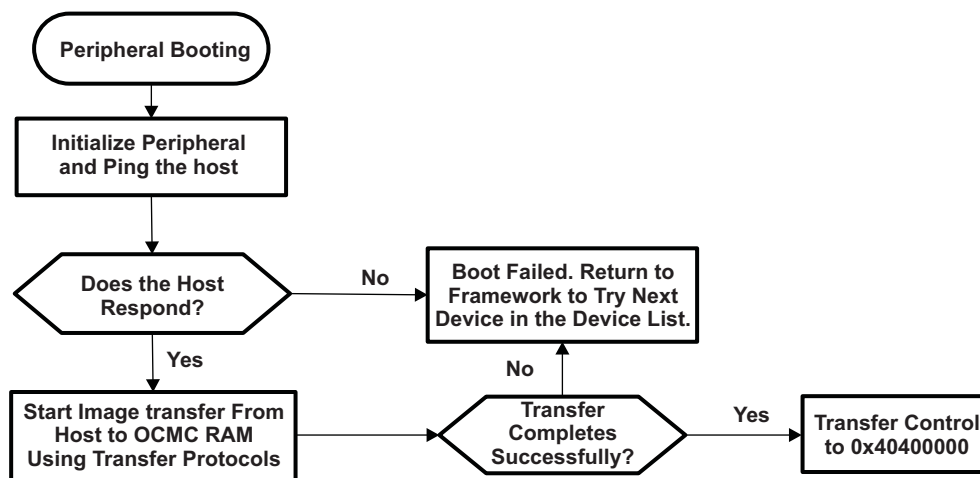 Peripheral Booting
Initialize Peripheral
and Ping the host
Does the Host
Respond?
No
Boot Failed. Return to
Framework to Try Next
Device in the Device List.
Yes
No
Start Image transfer From
Host to OCMC RAM
Using Transfer Protocols
Transfer
Completes
Successfully?
Yes
Transfer Control
to 0x40400000